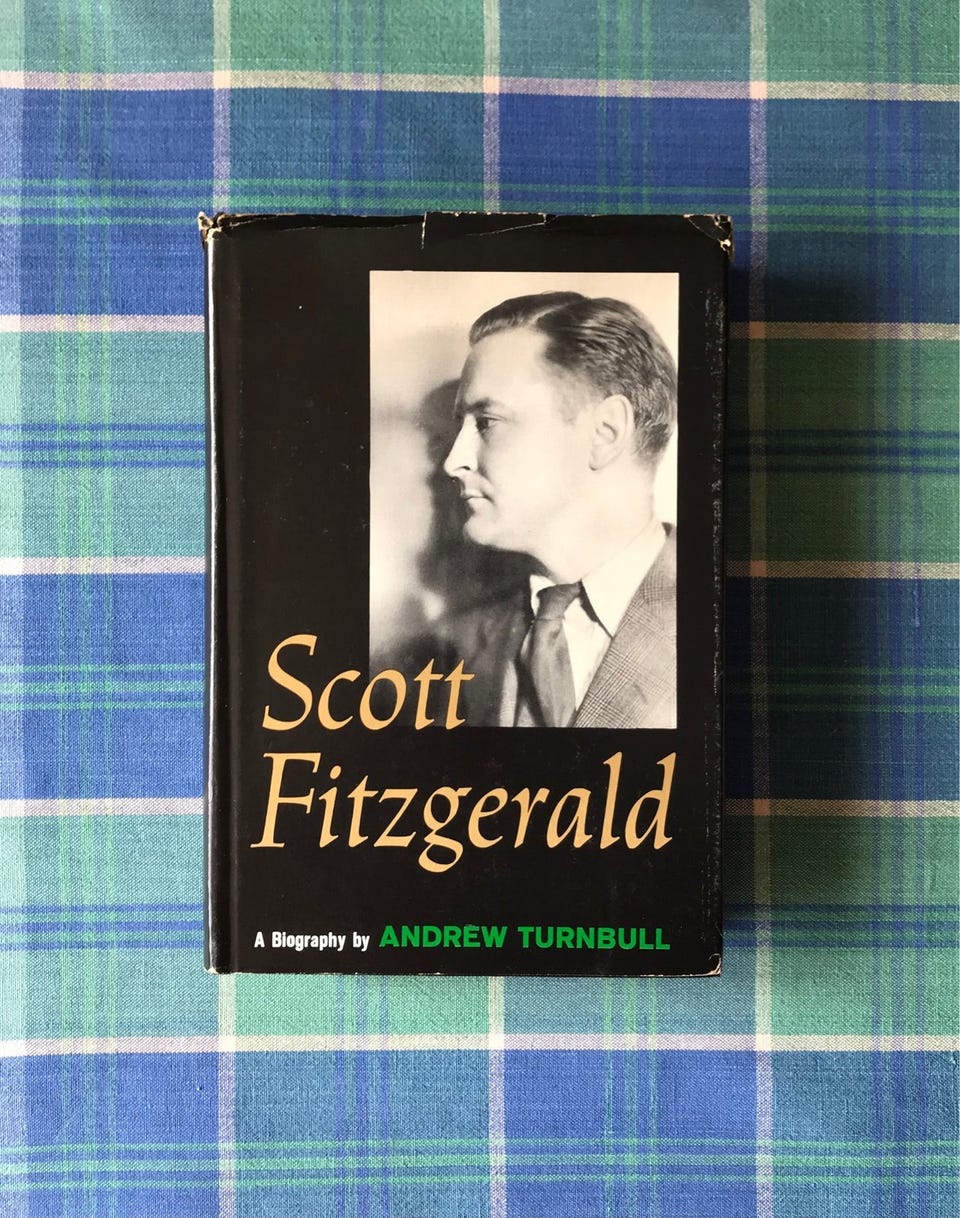 Scott
Fitzgerald
A Biography by ANDREW TURNBULL